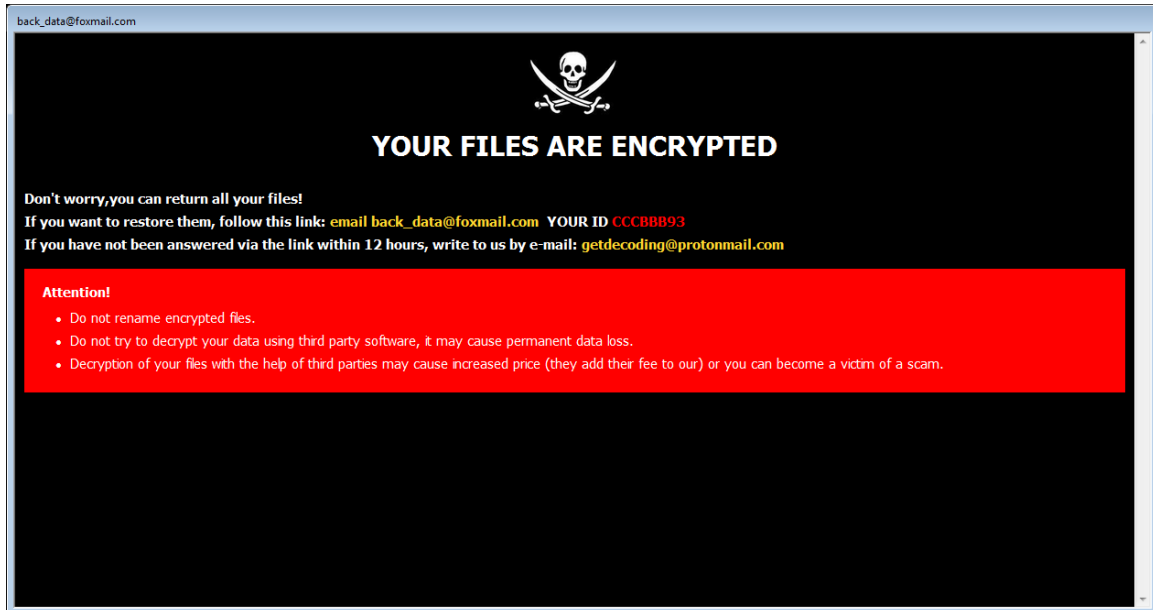 back_data@foxmail.com
YOUR FILES ARE ENCRYPTED
Don't worry,you can return all your files!
If you want to restore them, follow this link: email back_data@foxmail.com YOUR ID CCCBBB93
If you have not been answered via the link within 12 hours, write to us by e-mail: getdecoding@protonmail.com
Attention!
• Do not rename encrypted files.
• Do not try to decrypt your data using third party software, it may cause permanent data loss.
• Decryption of your files with the help of third parties may cause increased price (they add their fee to our) or you can become a victim of a scam.